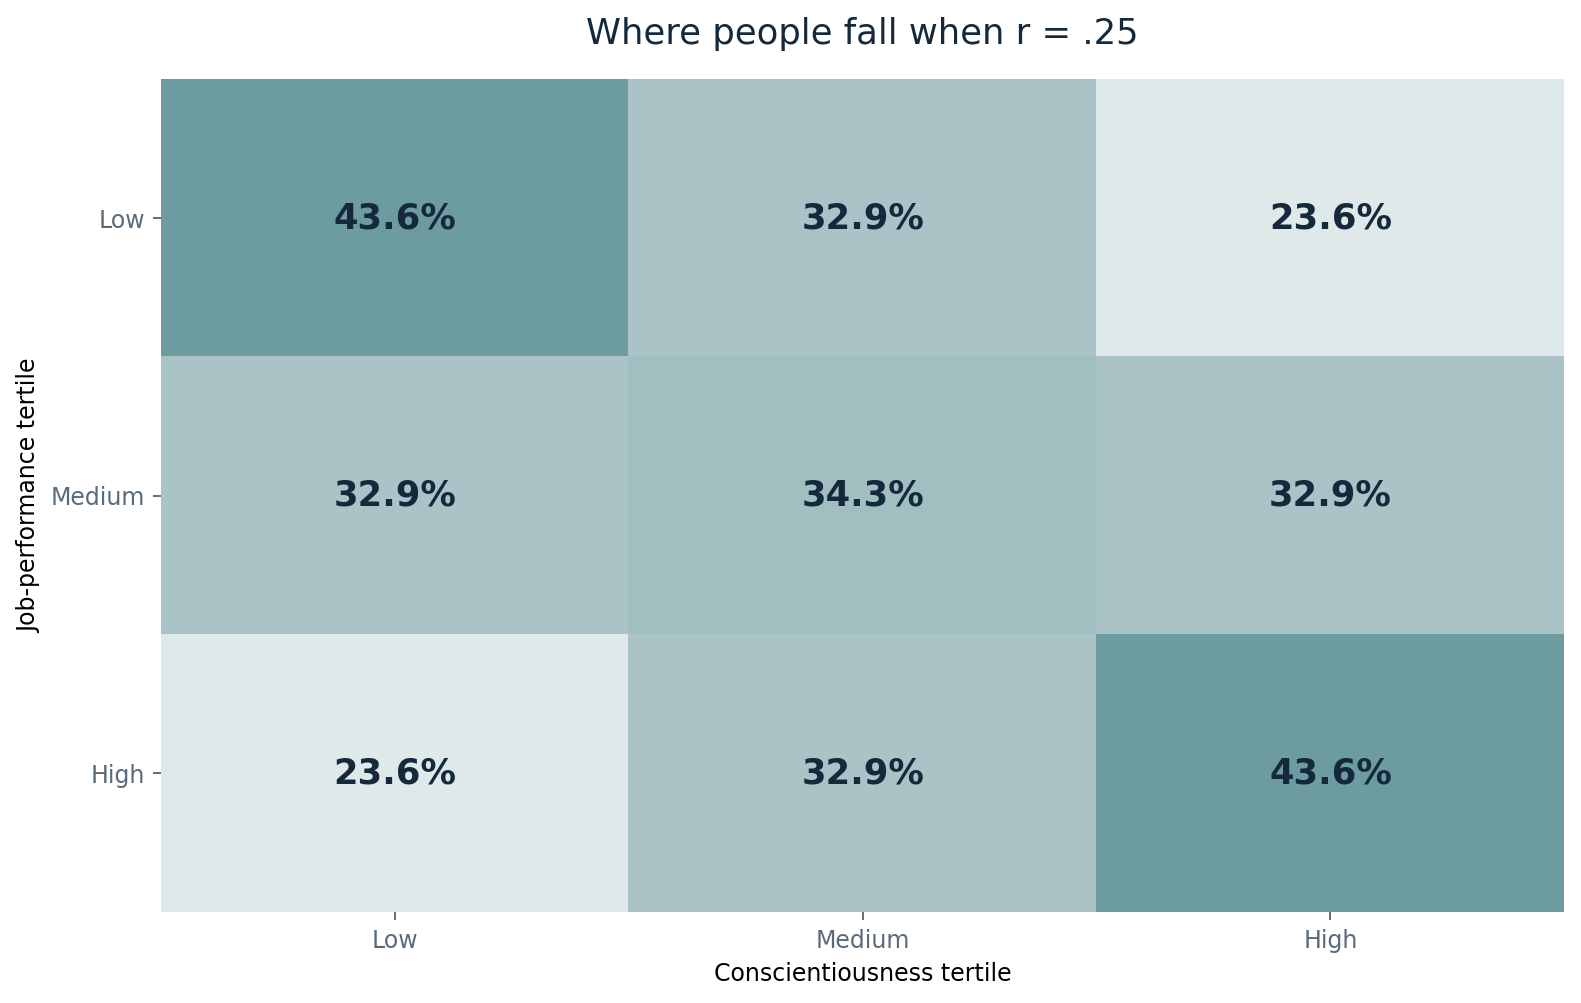 Where people fall when r = .25
Low
43.6%
32.9%
23.6%
Job-performance tertile
Medium
32.9%
34.3%
32.9%
High
23.6%
32.9%
43.6%
Low
Medium
High
Conscientiousness tertile